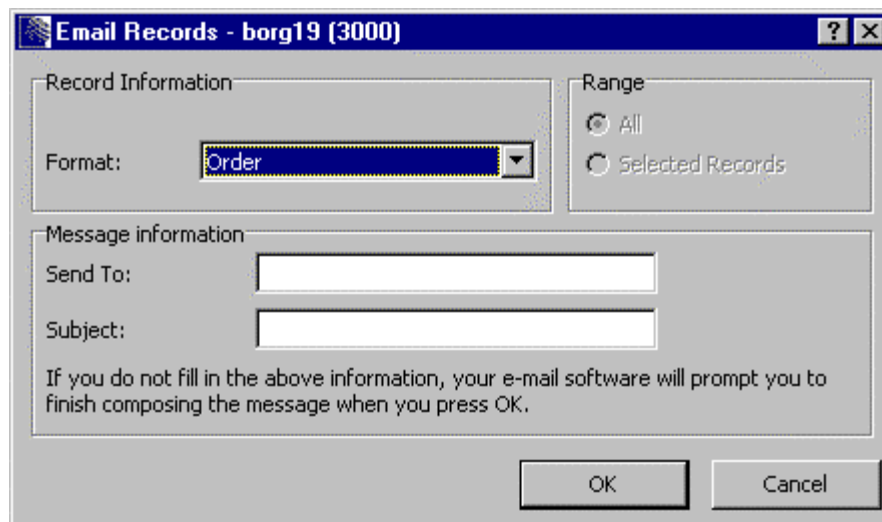 Email Records - borg19 (3000)
Record Information
Format:
Order
Range
All
Selected Records
Message information
Send To:
Subject:
If you do not fill in the above information, your e-mail software will prompt you to
finish composing the message when you press OK.
OK
Cancel